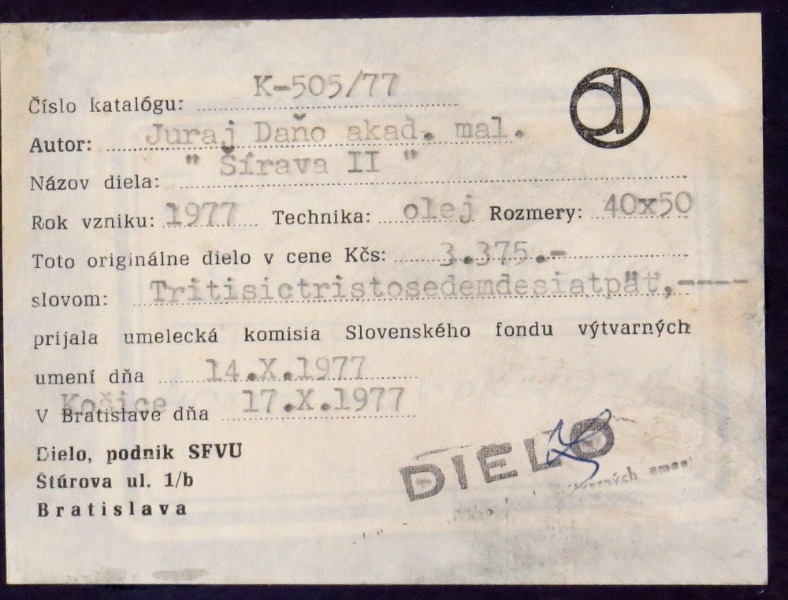 Číslo katalógu: K-505/77
Autor: Juraj Daňo akad. mal.
Názov diela: " Šírava II "
Rok vzniku: 1977 Technika: olej Rozmery: 40x50
Toto originálne dielo v cene Kčs: 3.375.-
slovom: Tritisictristosedemdesiatpäť,----
prijala umelecká komisia Slovenského fondu výtvarných
umení dňa 14.X.1977
Košice
V Bratislave dňa 17.X.1977
Dielo, podnik SFVU
Štúrova ul. 1/b
Bratislava
DIELO